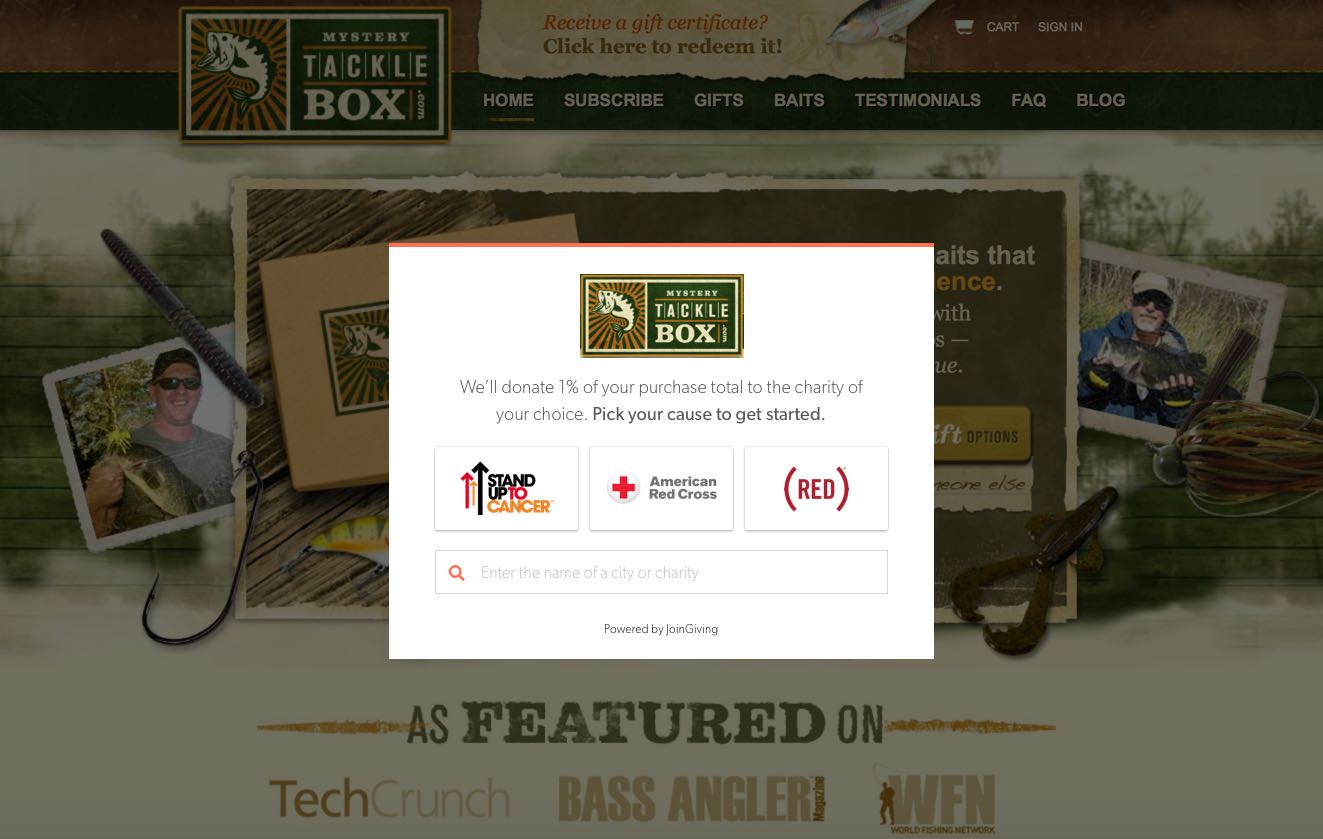 Receive a gift certificate?
Click here to redeem it!
CART SIGN IN
MYSTERY
TACKLE
BOX.com
HOME SUBSCRIBE GIFTS BAITS TESTIMONIALS FAQ BLOG
aits that
ence.
with
s —
ue.
ift OPTIONS
meone else
MYSTERY
TACKLE
BOX.com
We'll donate 1% of your purchase total to the charity of
your choice. Pick your cause to get started.
STAND
UP TO
CANCER™
American
Red Cross
(RED)
Enter the name of a city or charity
Powered by JoinGiving
AS FEATURED ON
TechCrunch
BASS ANGLER Magazine
WFN
WORLD FISHING NETWORK